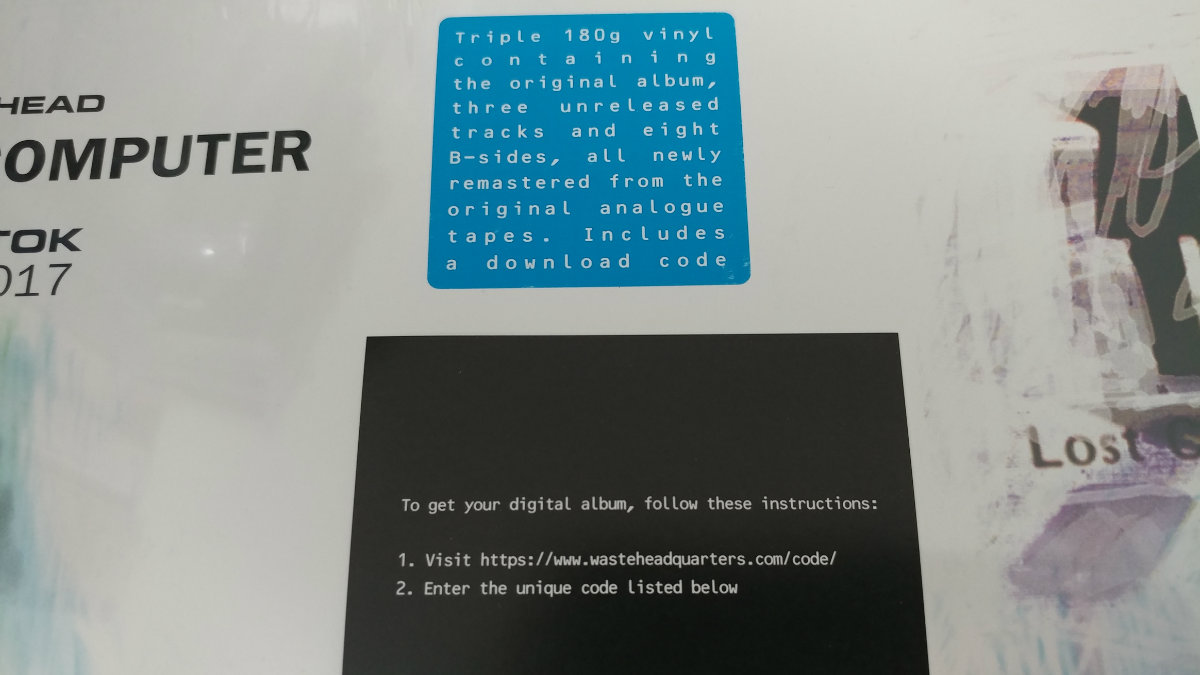 HEAD
COMPUTER
TOK
017
Triple 180g vinyl
containing
the original album,
three unreleased
tracks and eight
B-sides, all newly
remastered from the
original analogue
tapes. Includes
a download code
Lost
To get your digital album, follow these instructions:
1. Visit https://www.wasteheadquarters.com/code/
2. Enter the unique code listed below